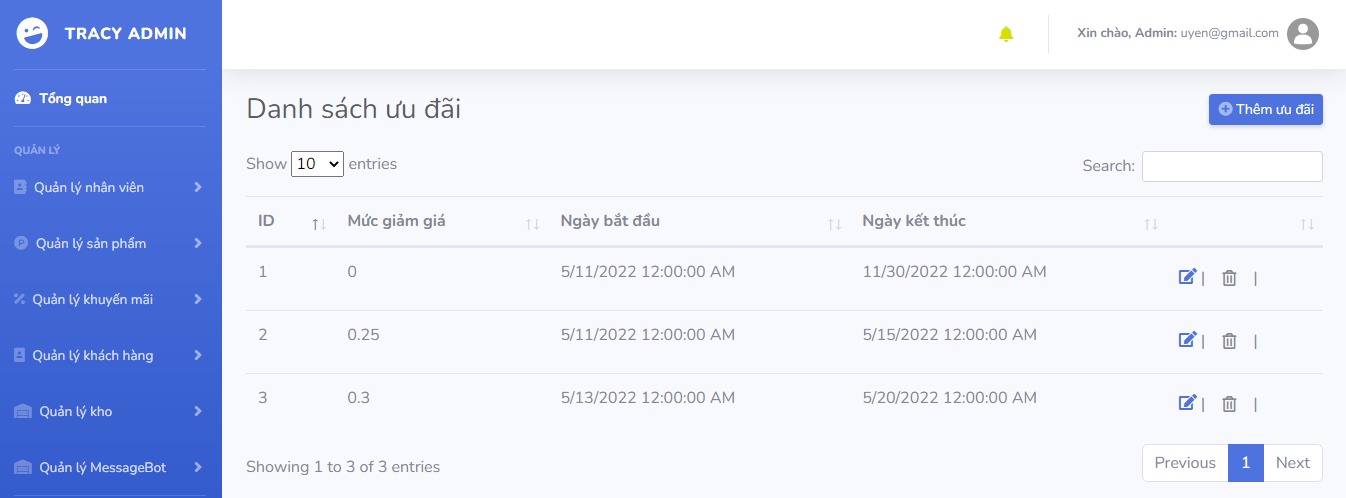 TRACY ADMIN
Xin chào, Admin: uyen@gmail.com
Tổng quan
QUẢN LÝ
Quản lý nhân viên
Quản lý sản phẩm
Quản lý khuyến mãi
Quản lý khách hàng
Quản lý kho
Quản lý MessageBot
Danh sách ưu đãi
Thêm ưu đãi
Show 10 entries
Search:
ID Mức giảm giá Ngày bắt đầu Ngày kết thúc
1 0 5/11/2022 12:00:00 AM 11/30/2022 12:00:00 AM | |
2 0.25 5/11/2022 12:00:00 AM 5/15/2022 12:00:00 AM | |
3 0.3 5/13/2022 12:00:00 AM 5/20/2022 12:00:00 AM | |
Showing 1 to 3 of 3 entries
Previous 1 Next